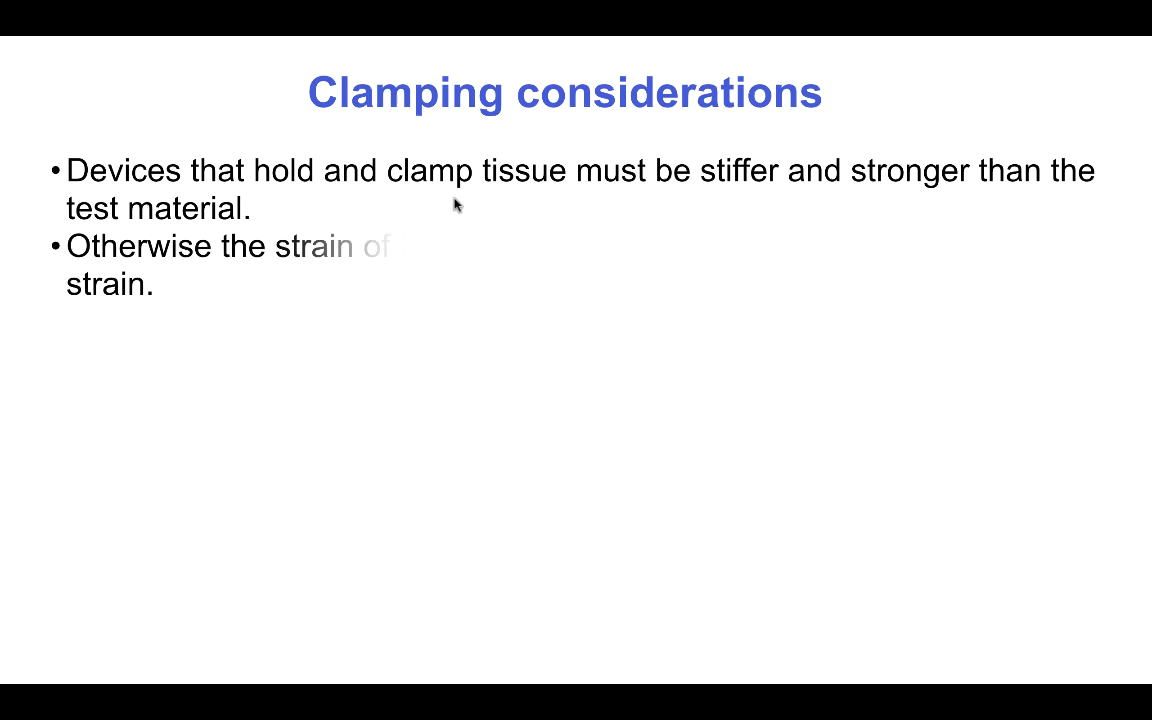 Clamping considerations
•Devices that hold and clamp tissue must be stiffer and stronger than the
test material.
•Otherwise the strain of
strain.